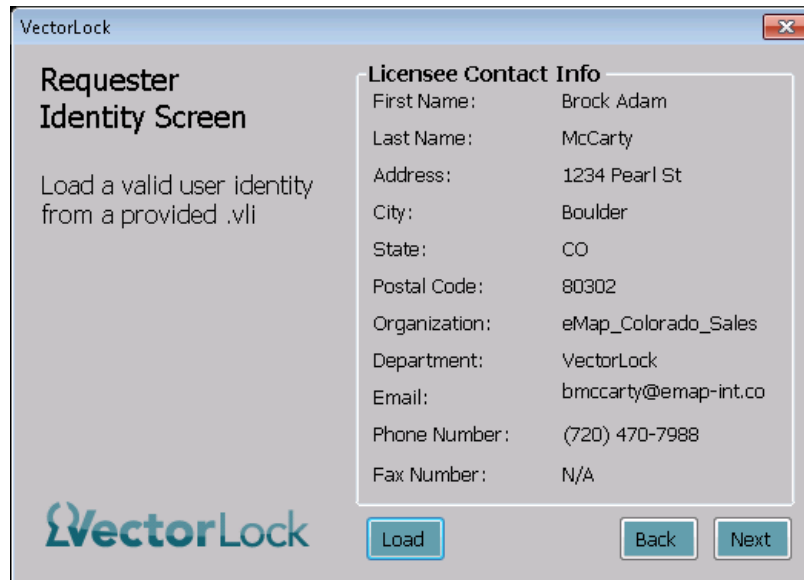 VectorLock
Requester
Identity Screen
Load a valid user identity
from a provided .vli
Licensee Contact Info
First Name: Brock Adam
Last Name: McCarty
Address: 1234 Pearl St
City: Boulder
State: CO
Postal Code: 80302
Organization: eMap_Colorado_Sales
Department: VectorLock
Email: bmccarty@emap-int.co
Phone Number: (720) 470-7988
Fax Number: N/A
VectorLock
Load Back Next